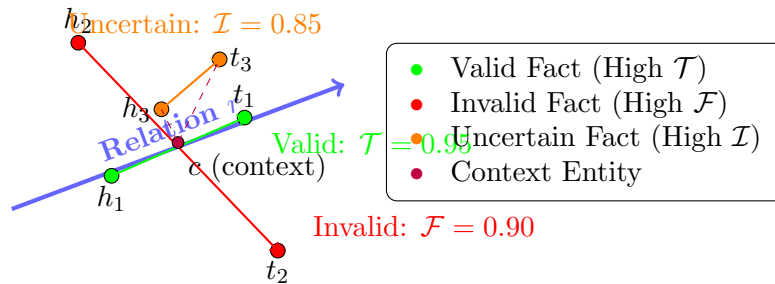 h₂
Uncertain: 𝓘 = 0.85
t₃
h₃
t₁
Relation r
Valid: 𝓣 = 0.95
c (context)
h₁
Invalid: 𝓕 = 0.90
t₂
Valid Fact (High 𝓣)
Invalid Fact (High 𝓕)
Uncertain Fact (High 𝓘)
Context Entity